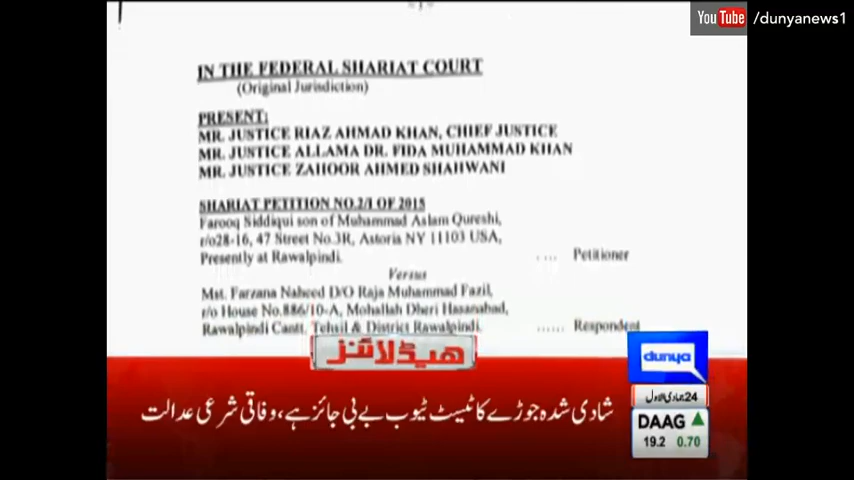 YouTube /dunyanews1
IN THE FEDERAL SHARIAT COURT
(Original Jurisdiction)
PRESENT:
MR. JUSTICE RIAZ AHMAD KHAN, CHIEF JUSTICE
MR. JUSTICE ALLAMA DR. FIDA MUHAMMAD KHAN
MR. JUSTICE ZAHOOR AHMED SHAHWANI
SHARIAT PETITION NO.2/I OF 2015
Farooq Siddiqui son of Muhammad Aslam Qureshi,
r/o28-16, 47 Street No.3R, Astoria NY 11103 USA,
Presently at Rawalpindi. .... Petitioner
Versus
Mst. Farzana Naheed D/O Raja Muhammad Fazil,
r/o House No.886/10-A, Mohallah Dheri Hasanabad,
Rawalpindi Cantt. Tehsil & District Rawalpindi. ...... Respondent
ہیڈلائنز
dunya
24 جمادی الاول
شادی شدہ جوڑے کا ٹیسٹ ٹیوب بے بی جائز ہے، وفاقی شرعی عدالت
DAAG ▲
19.2 0.70